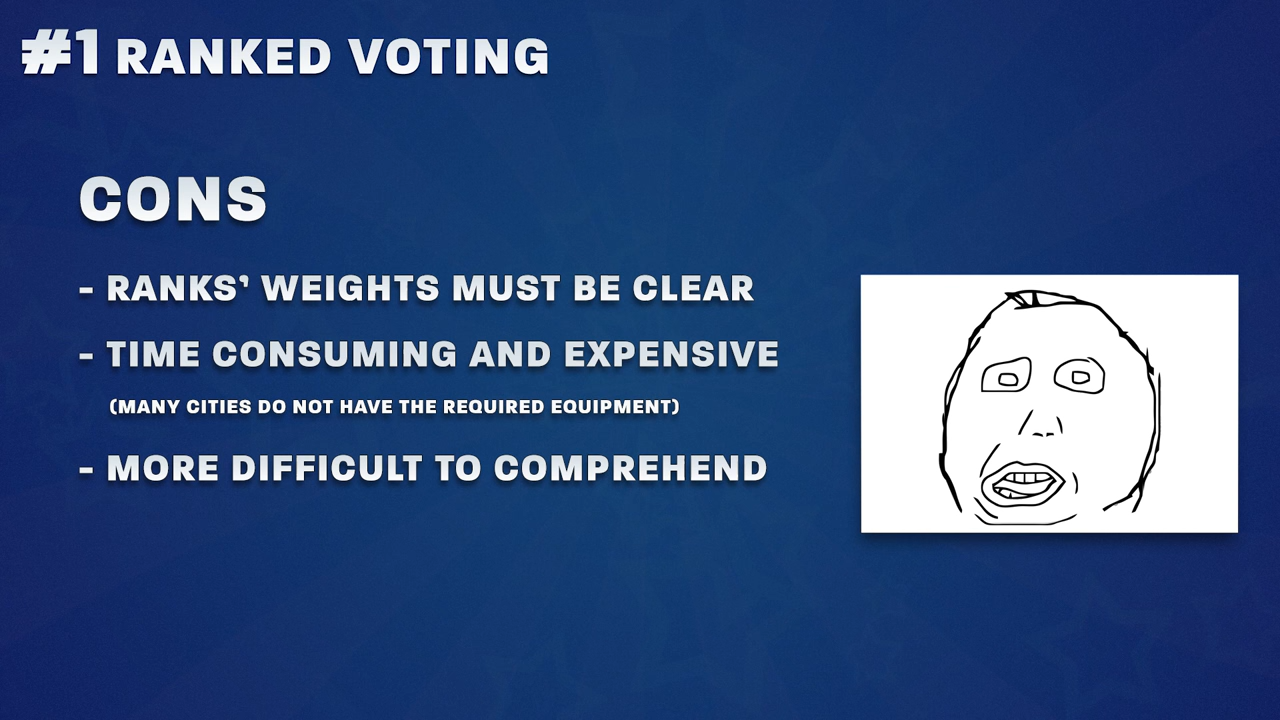 #1 RANKED VOTING
CONS
- RANKS’ WEIGHTS MUST BE CLEAR
- TIME CONSUMING AND EXPENSIVE
(MANY CITIES DO NOT HAVE THE REQUIRED EQUIPMENT)
- MORE DIFFICULT TO COMPREHEND